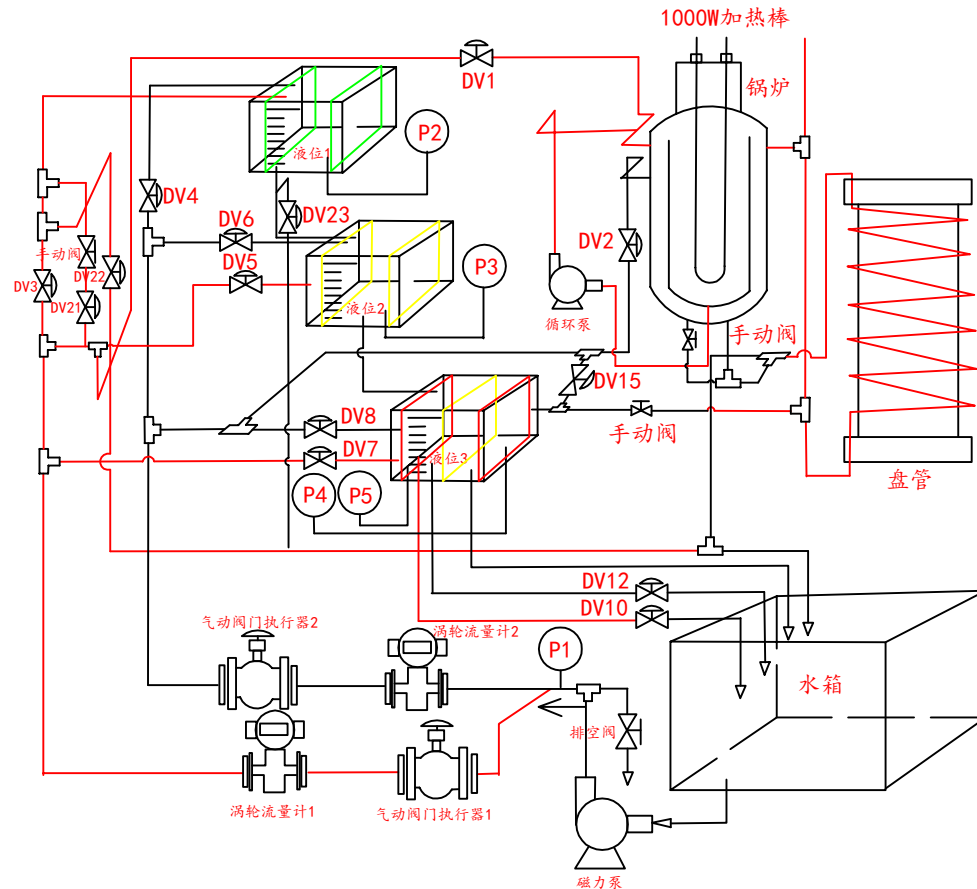 1000W加热棒
锅炉
DV1
P2
液位1
DV4
DV23
DV6
DV5
P3
液位2
DV2
手动阀
DV3
DV22
DV21
循环泵
手动阀
DV15
DV8
手动阀
DV7
液位3
P4
P5
盘管
DV12
DV10
气动阀门执行器2
涡轮流量计2
P1
水箱
排空阀
涡轮流量计1
气动阀门执行器1
磁力泵